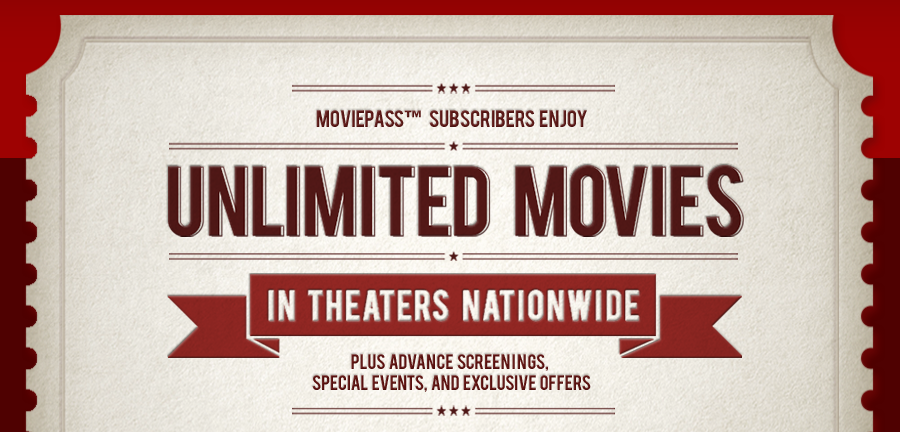 MOVIEPASS™ SUBSCRIBERS ENJOY
UNLIMITED MOVIES
IN THEATERS NATIONWIDE
PLUS ADVANCE SCREENINGS,
SPECIAL EVENTS, AND EXCLUSIVE OFFERS